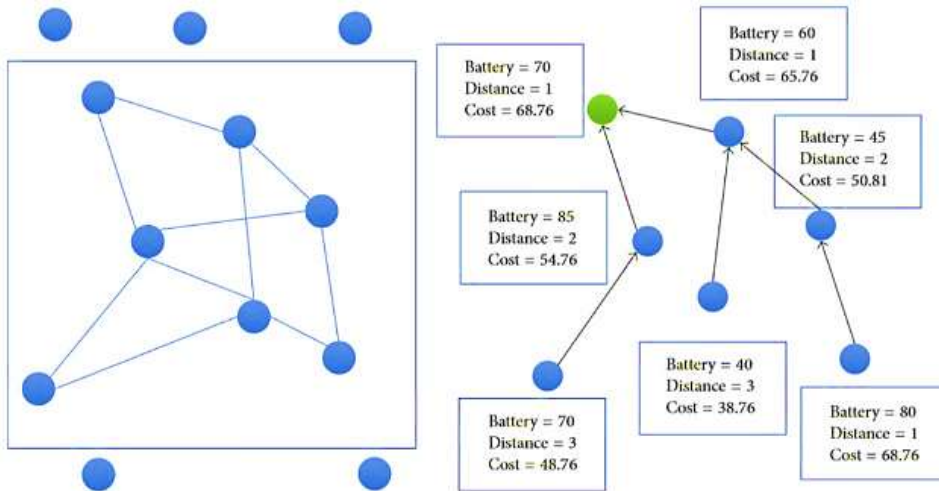 Battery = 70
Distance = 1
Cost = 68.76
Battery = 60
Distance = 1
Cost = 65.76
Battery = 45
Distance = 2
Cost = 50.81
Battery = 85
Distance = 2
Cost = 54.76
Battery = 40
Distance = 3
Cost = 38.76
Battery = 70
Distance = 3
Cost = 48.76
Battery = 80
Distance = 1
Cost = 68.76